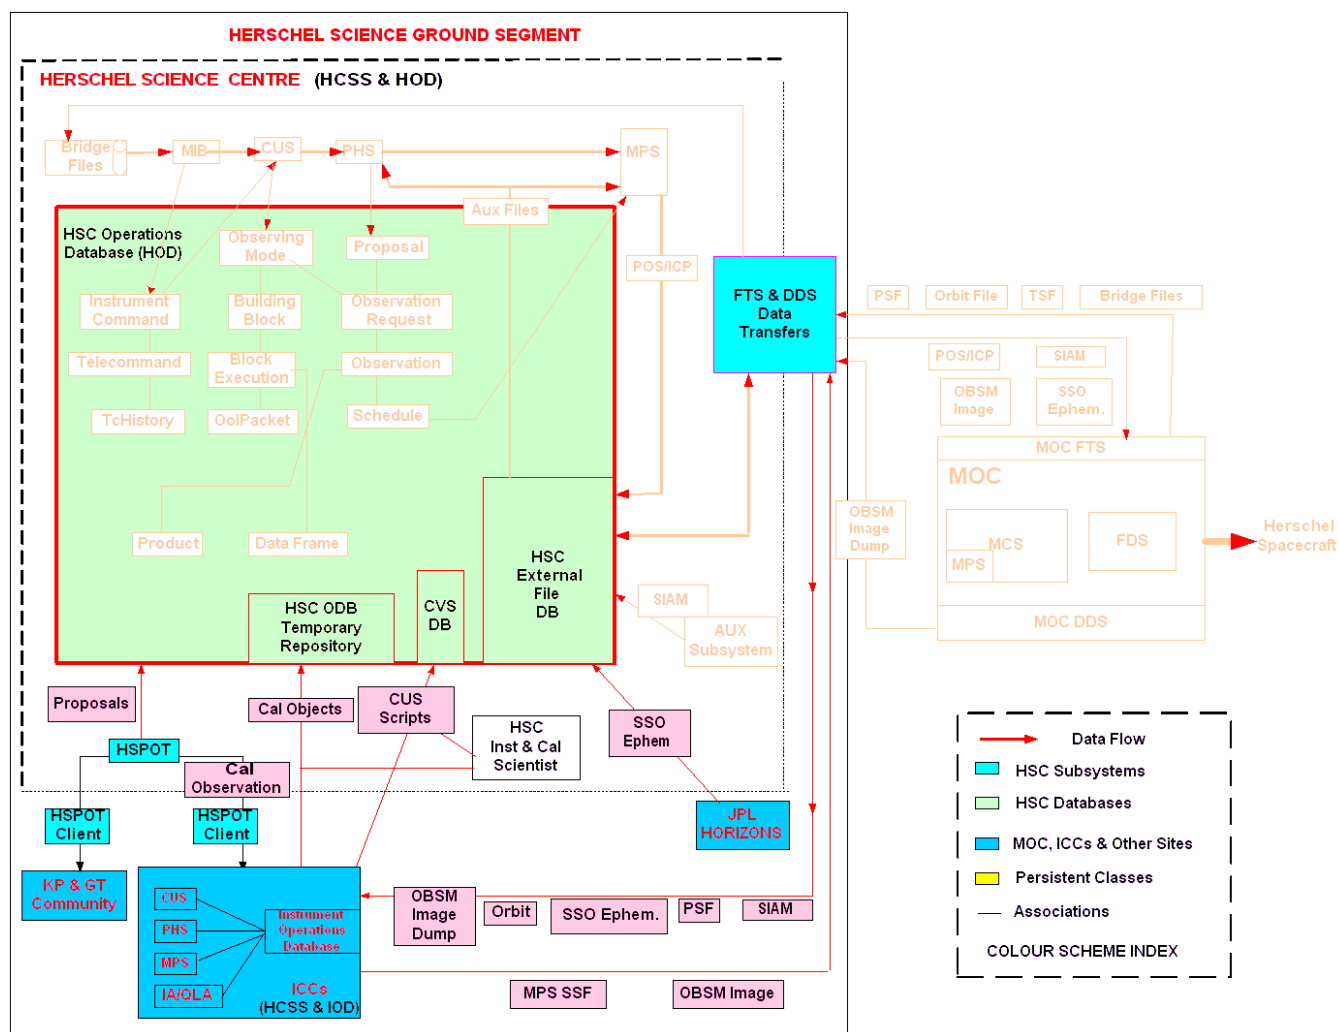 HERSCHEL SCIENCE GROUND SEGMENT
HERSCHEL SCIENCE CENTRE (HCSS & HOD)
Bridge
Files
MIB
CUS
PHS
MPS
HSC Operations
Database (HOD)
Aux Files
Observing
Mode
Proposal
POS/ICP
FTS & DDS
Data
Transfers
PSF
Orbit File
TSF
Bridge Files
Instrument
Command
Building
Block
Observation
Request
Telecommand
Block
Execution
Observation
POS/ICP
SIAM
OBSM
Image
SSO
Ephem.
TcHistory
OolPacket
Schedule
MOC FTS
MOC
MCS
MPS
FDS
MOC DDS
OBSM
Image
Dump
Herschel
Spacecraft
Product
Data Frame
HSC
External
File
DB
HSC ODB
Temporary
Repository
CVS
DB
SIAM
AUX
Subsystem
Proposals
Cal Objects
CUS
Scripts
SSO
Ephem
HSC
Inst & Cal
Scientist
HSPOT
Cal
Observation
HSPOT
Client
HSPOT
Client
JPL
HORIZONS
KP & GT
Community
CUS
PHS
MPS
IA/QLA
Instrument
Operations
Database
ICCs
(HCSS & IOD)
OBSM
Image
Dump
Orbit
SSO Ephem.
PSF
SIAM
MPS SSF
OBSM Image
Data Flow
HSC Subsystems
HSC Databases
MOC, ICCs & Other Sites
Persistent Classes
Associations
COLOUR SCHEME INDEX